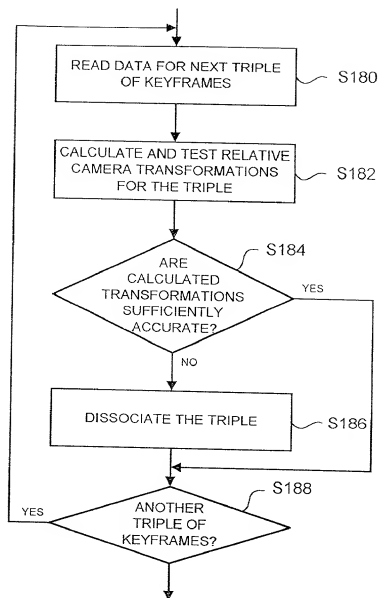 READ DATA FOR NEXT TRIPLE
OF KEYFRAMES
S180
CALCULATE AND TEST RELATIVE
CAMERA TRANSFORMATIONS
FOR THE TRIPLE
S182
S184
ARE
CALCULATED
TRANSFORMATIONS
SUFFICIENTLY
ACCURATE?
YES
NO
DISSOCIATE THE TRIPLE
S186
S188
YES
ANOTHER
TRIPLE OF
KEYFRAMES?